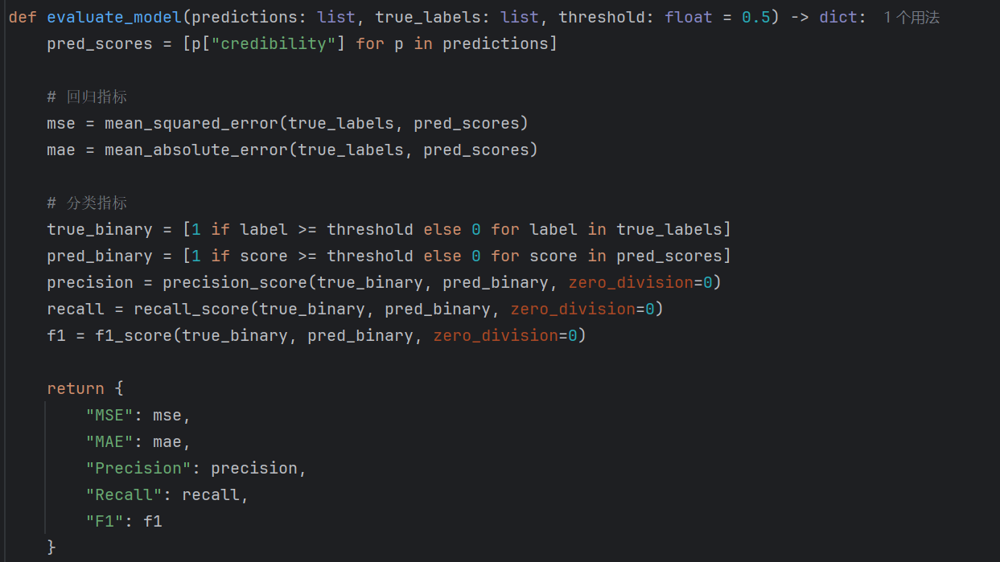 def evaluate_model(predictions: list, true_labels: list, threshold: float = 0.5) -> dict: 1 个用法
    pred_scores = [p["credibility"] for p in predictions]
    # 回归指标
    mse = mean_squared_error(true_labels, pred_scores)
    mae = mean_absolute_error(true_labels, pred_scores)
    # 分类指标
    true_binary = [1 if label >= threshold else 0 for label in true_labels]
    pred_binary = [1 if score >= threshold else 0 for score in pred_scores]
    precision = precision_score(true_binary, pred_binary, zero_division=0)
    recall = recall_score(true_binary, pred_binary, zero_division=0)
    f1 = f1_score(true_binary, pred_binary, zero_division=0)
    return {
        "MSE": mse,
        "MAE": mae,
        "Precision": precision,
        "Recall": recall,
        "F1": f1
    }